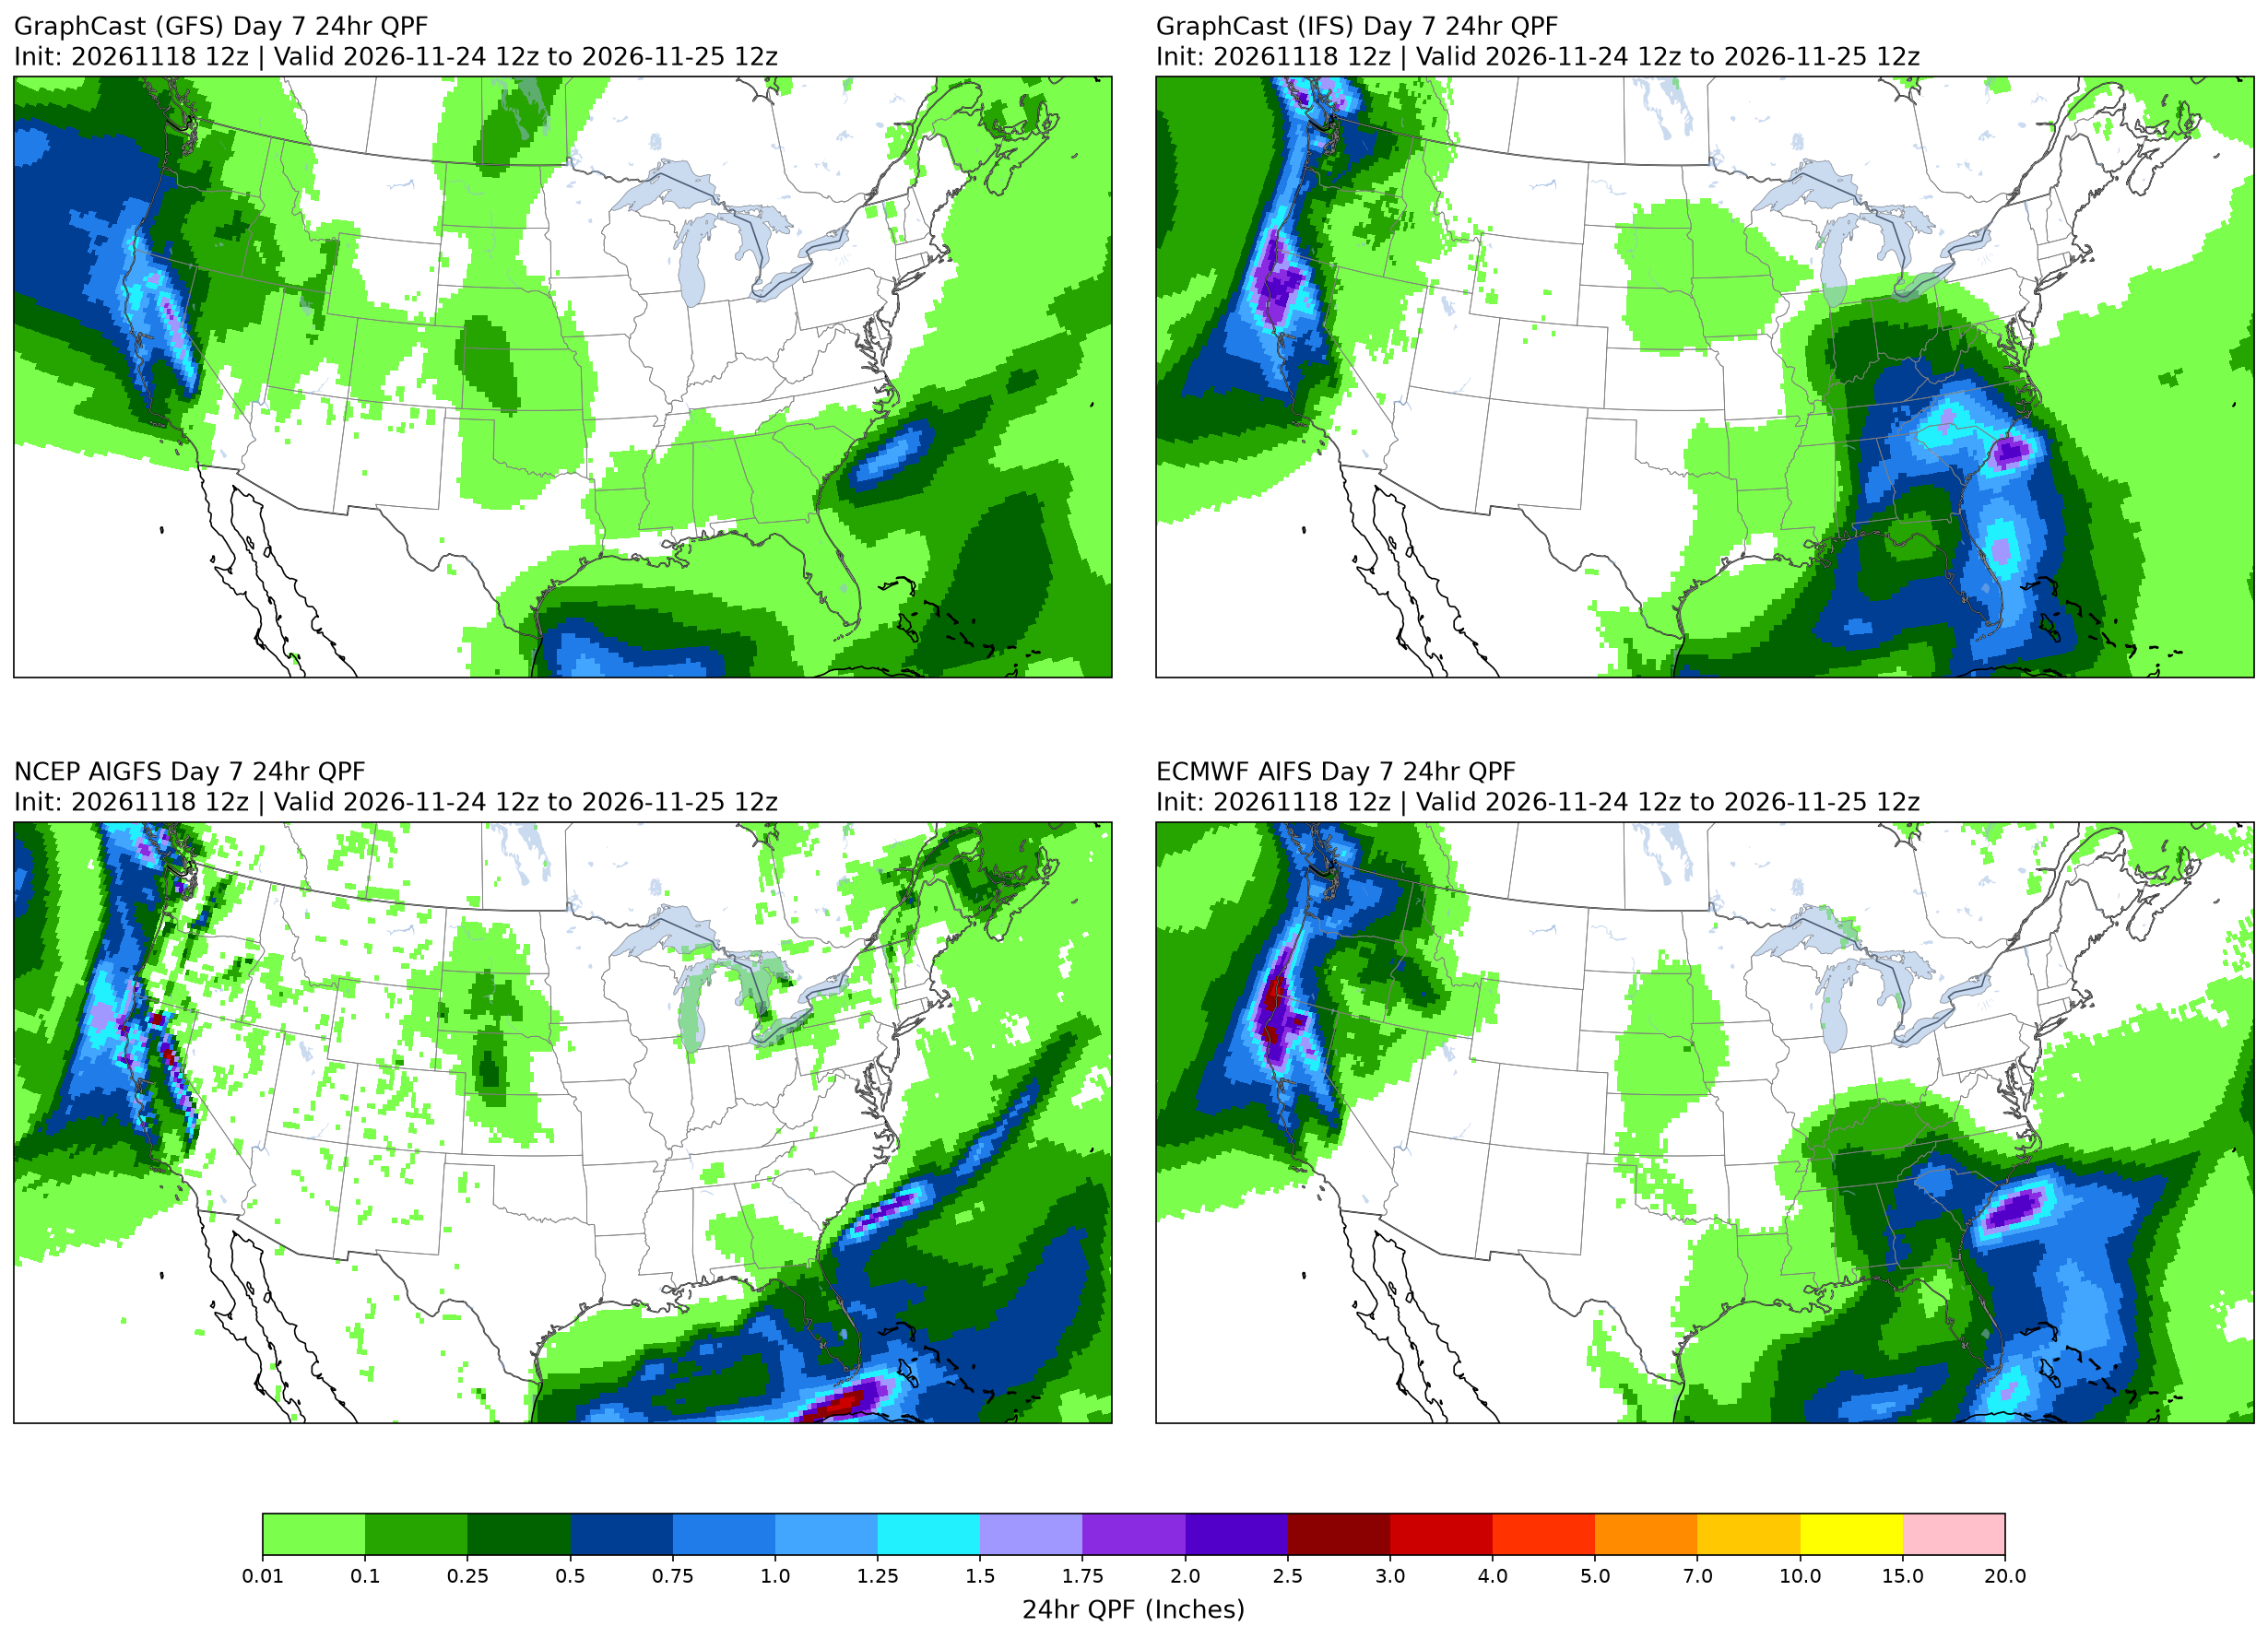 GraphCast (GFS) Day 7 24hr QPF
Init: 20261118 12z | Valid 2026-11-24 12z to 2026-11-25 12z
GraphCast (IFS) Day 7 24hr QPF
Init: 20261118 12z | Valid 2026-11-24 12z to 2026-11-25 12z
NCEP AIGFS Day 7 24hr QPF
Init: 20261118 12z | Valid 2026-11-24 12z to 2026-11-25 12z
ECMWF AIFS Day 7 24hr QPF
Init: 20261118 12z | Valid 2026-11-24 12z to 2026-11-25 12z
0.01 0.1 0.25 0.5 0.75 1.0 1.25 1.5 1.75 2.0 2.5 3.0 4.0 5.0 7.0 10.0 15.0 20.0
24hr QPF (Inches)